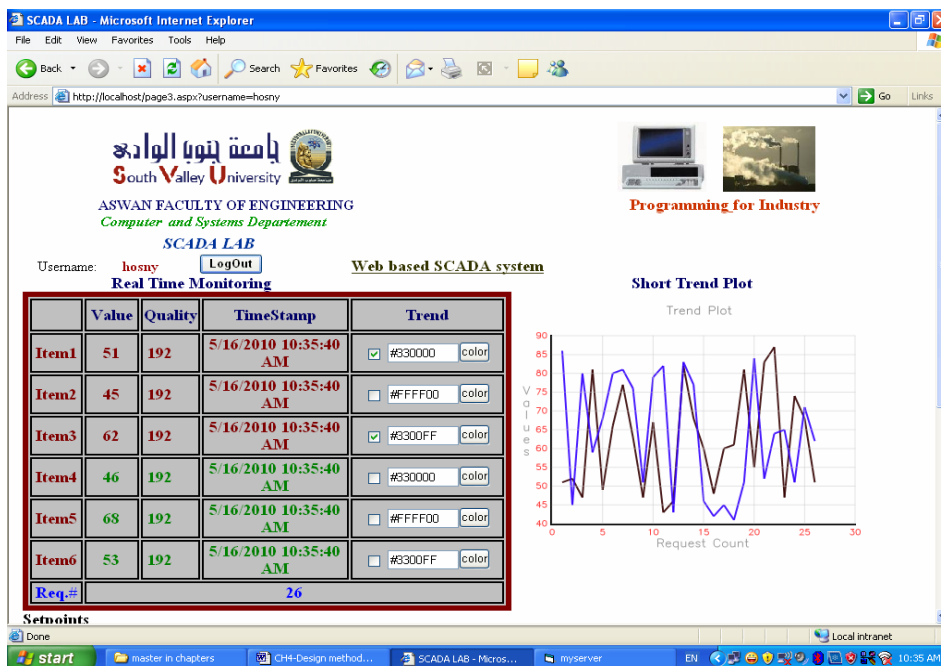 SCADA LAB - Microsoft Internet Explorer
File Edit View Favorites Tools Help
Back Search Favorites
Address http://localhost/page3.aspx?username=hosny Go Links
جامعة جنوب الوادى
South Valley University
ASWAN FACULTY OF ENGINEERING
Computer and Systems Departement
SCADA LAB
Programming for Industry
Username: hosny LogOut Web based SCADA system
Real Time Monitoring
Value Quality TimeStamp Trend
Item1 51 192 5/16/2010 10:35:40 AM #330000 color
Item2 45 192 5/16/2010 10:35:40 AM #FFFF00 color
Item3 62 192 5/16/2010 10:35:40 AM #3300FF color
Item4 46 192 5/16/2010 10:35:40 AM #330000 color
Item5 68 192 5/16/2010 10:35:40 AM #FFFF00 color
Item6 53 192 5/16/2010 10:35:40 AM #3300FF color
Req.# 26
Setpoints
Short Trend Plot
Trend Plot
Values
90
85
80
75
70
65
60
55
50
45
40
0 5 10 15 20 25 30
Request Count
Done Local intranet
start master in chapters CH4-Design method... SCADA LAB - Micros... myserver EN 10:35 AM